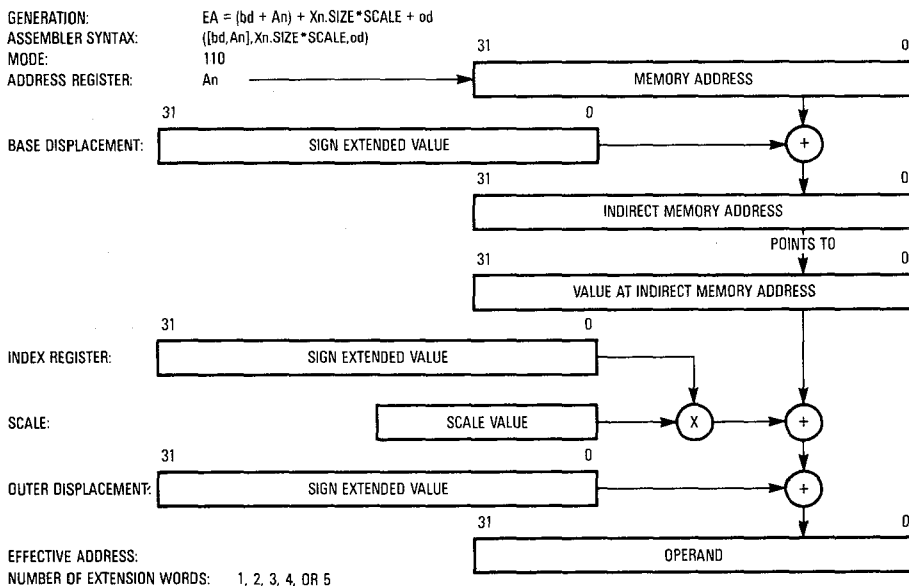 GENERATION: EA = (bd + An) + Xn.SIZE*SCALE + od
ASSEMBLER SYNTAX: ([bd,An],Xn.SIZE*SCALE,od)
MODE: 110
31 0
ADDRESS REGISTER: An MEMORY ADDRESS
31 0
BASE DISPLACEMENT: SIGN EXTENDED VALUE +
31 0
INDIRECT MEMORY ADDRESS
POINTS TO
31 0
VALUE AT INDIRECT MEMORY ADDRESS
31 0
INDEX REGISTER: SIGN EXTENDED VALUE
SCALE: SCALE VALUE X +
31 0
OUTER DISPLACEMENT: SIGN EXTENDED VALUE +
31 0
EFFECTIVE ADDRESS: OPERAND
NUMBER OF EXTENSION WORDS: 1, 2, 3, 4, OR 5